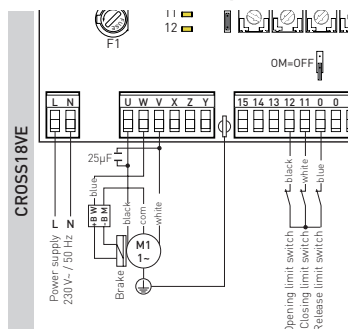 11
12
F1
OM=OFF
L N
U W V X Z Y
15 14 13 12 11 0 0
25µF
blue
+B W
-B M
black
com
white
black
white
blue
CROSS18VE
L N
Power supply
230 V~ / 50 Hz
Brake
M1
1~
Opening limit switch
Closing limit switch
Release limit switch